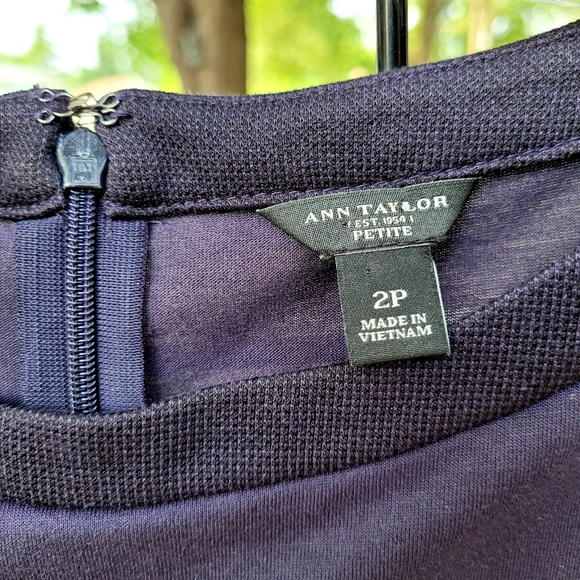 ANN TAYLOR
EST. 1954
PETITE
2P
MADE IN
VIETNAM